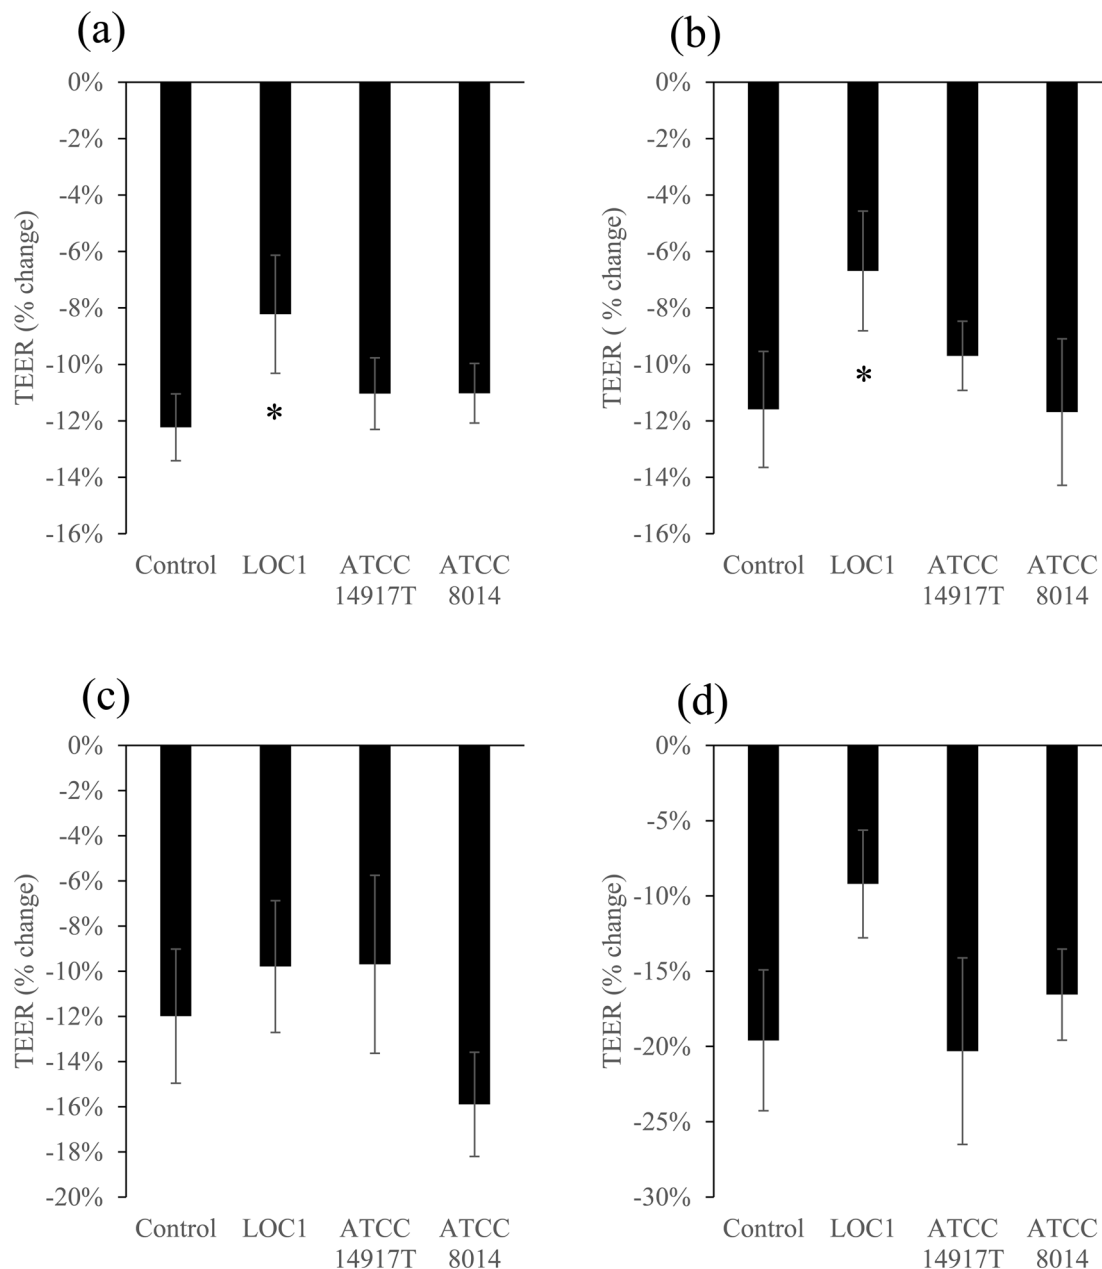 (a)
0%
-2%
-4%
-6%
-8%
-10%
-12%
-14%
-16%
TEER (% change)
*
Control
LOC1
ATCC
14917T
ATCC
8014
(b)
0%
-2%
-4%
-6%
-8%
-10%
-12%
-14%
-16%
TEER ( % change)
*
Control
LOC1
ATCC
14917T
ATCC
8014
(c)
0%
-2%
-4%
-6%
-8%
-10%
-12%
-14%
-16%
-18%
-20%
TEER (% change)
Control
LOC1
ATCC
14917T
ATCC
8014
(d)
0%
-5%
-10%
-15%
-20%
-25%
-30%
TEER (% change)
Control
LOC1
ATCC
14917T
ATCC
8014